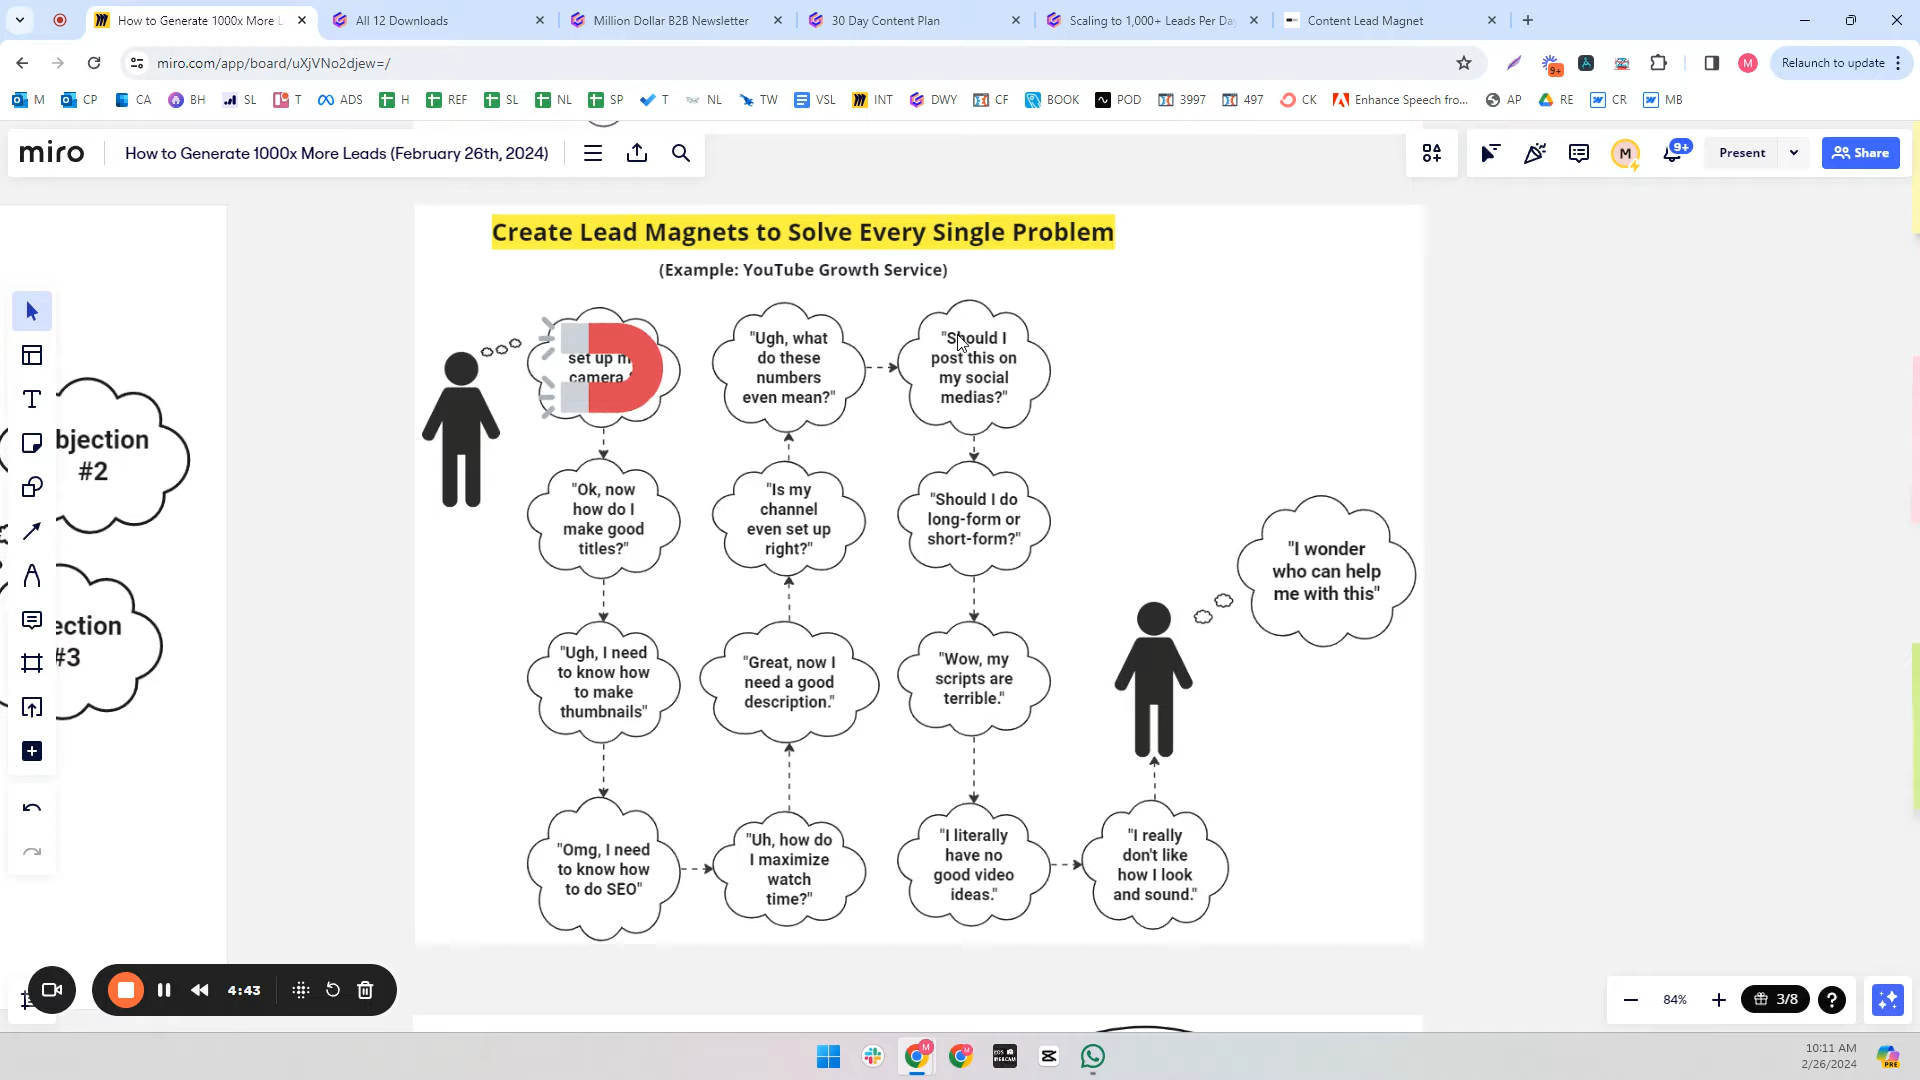 How to Generate 1000x More L
All 12 Downloads
Million Dollar B2B Newsletter
30 Day Content Plan
Scaling to 1,000+ Leads Per Da
Content Lead Magnet
miro.com/app/board/uXjVNo2djew=/
9+
M
Relaunch to update
M
CP
CA
BH
SL
T
ADS
H
REF
SL
NL
SP
T
NL
TW
VSL
INT
DWY
CF
BOOK
POD
3997
497
CK
Enhance Speech fro...
AP
RE
CR
MB
miro
How to Generate 1000x More Leads (February 26th, 2024)
M
9+
Present
Share
Create Lead Magnets to Solve Every Single Problem
(Example: YouTube Growth Service)
set up m
camera
"Ugh, what
do these
numbers
even mean?"
"Should I
post this on
my social
medias?"
bjection
#2
"Ok, now
how do I
make good
titles?"
"Is my
channel
even set up
right?"
"Should I do
long-form or
short-form?"
"I wonder
who can help
me with this"
ection
#3
"Ugh, I need
to know how
to make
thumbnails"
"Great, now I
need a good
description."
"Wow, my
scripts are
terrible."
"Omg, I need
to know how
to do SEO"
"Uh, how do
I maximize
watch
time?"
"I literally
have no
good video
ideas."
"I really
don't like
how I look
and sound."
4:43
84%
3/8
?
M
10:11 AM
2/26/2024
PRE